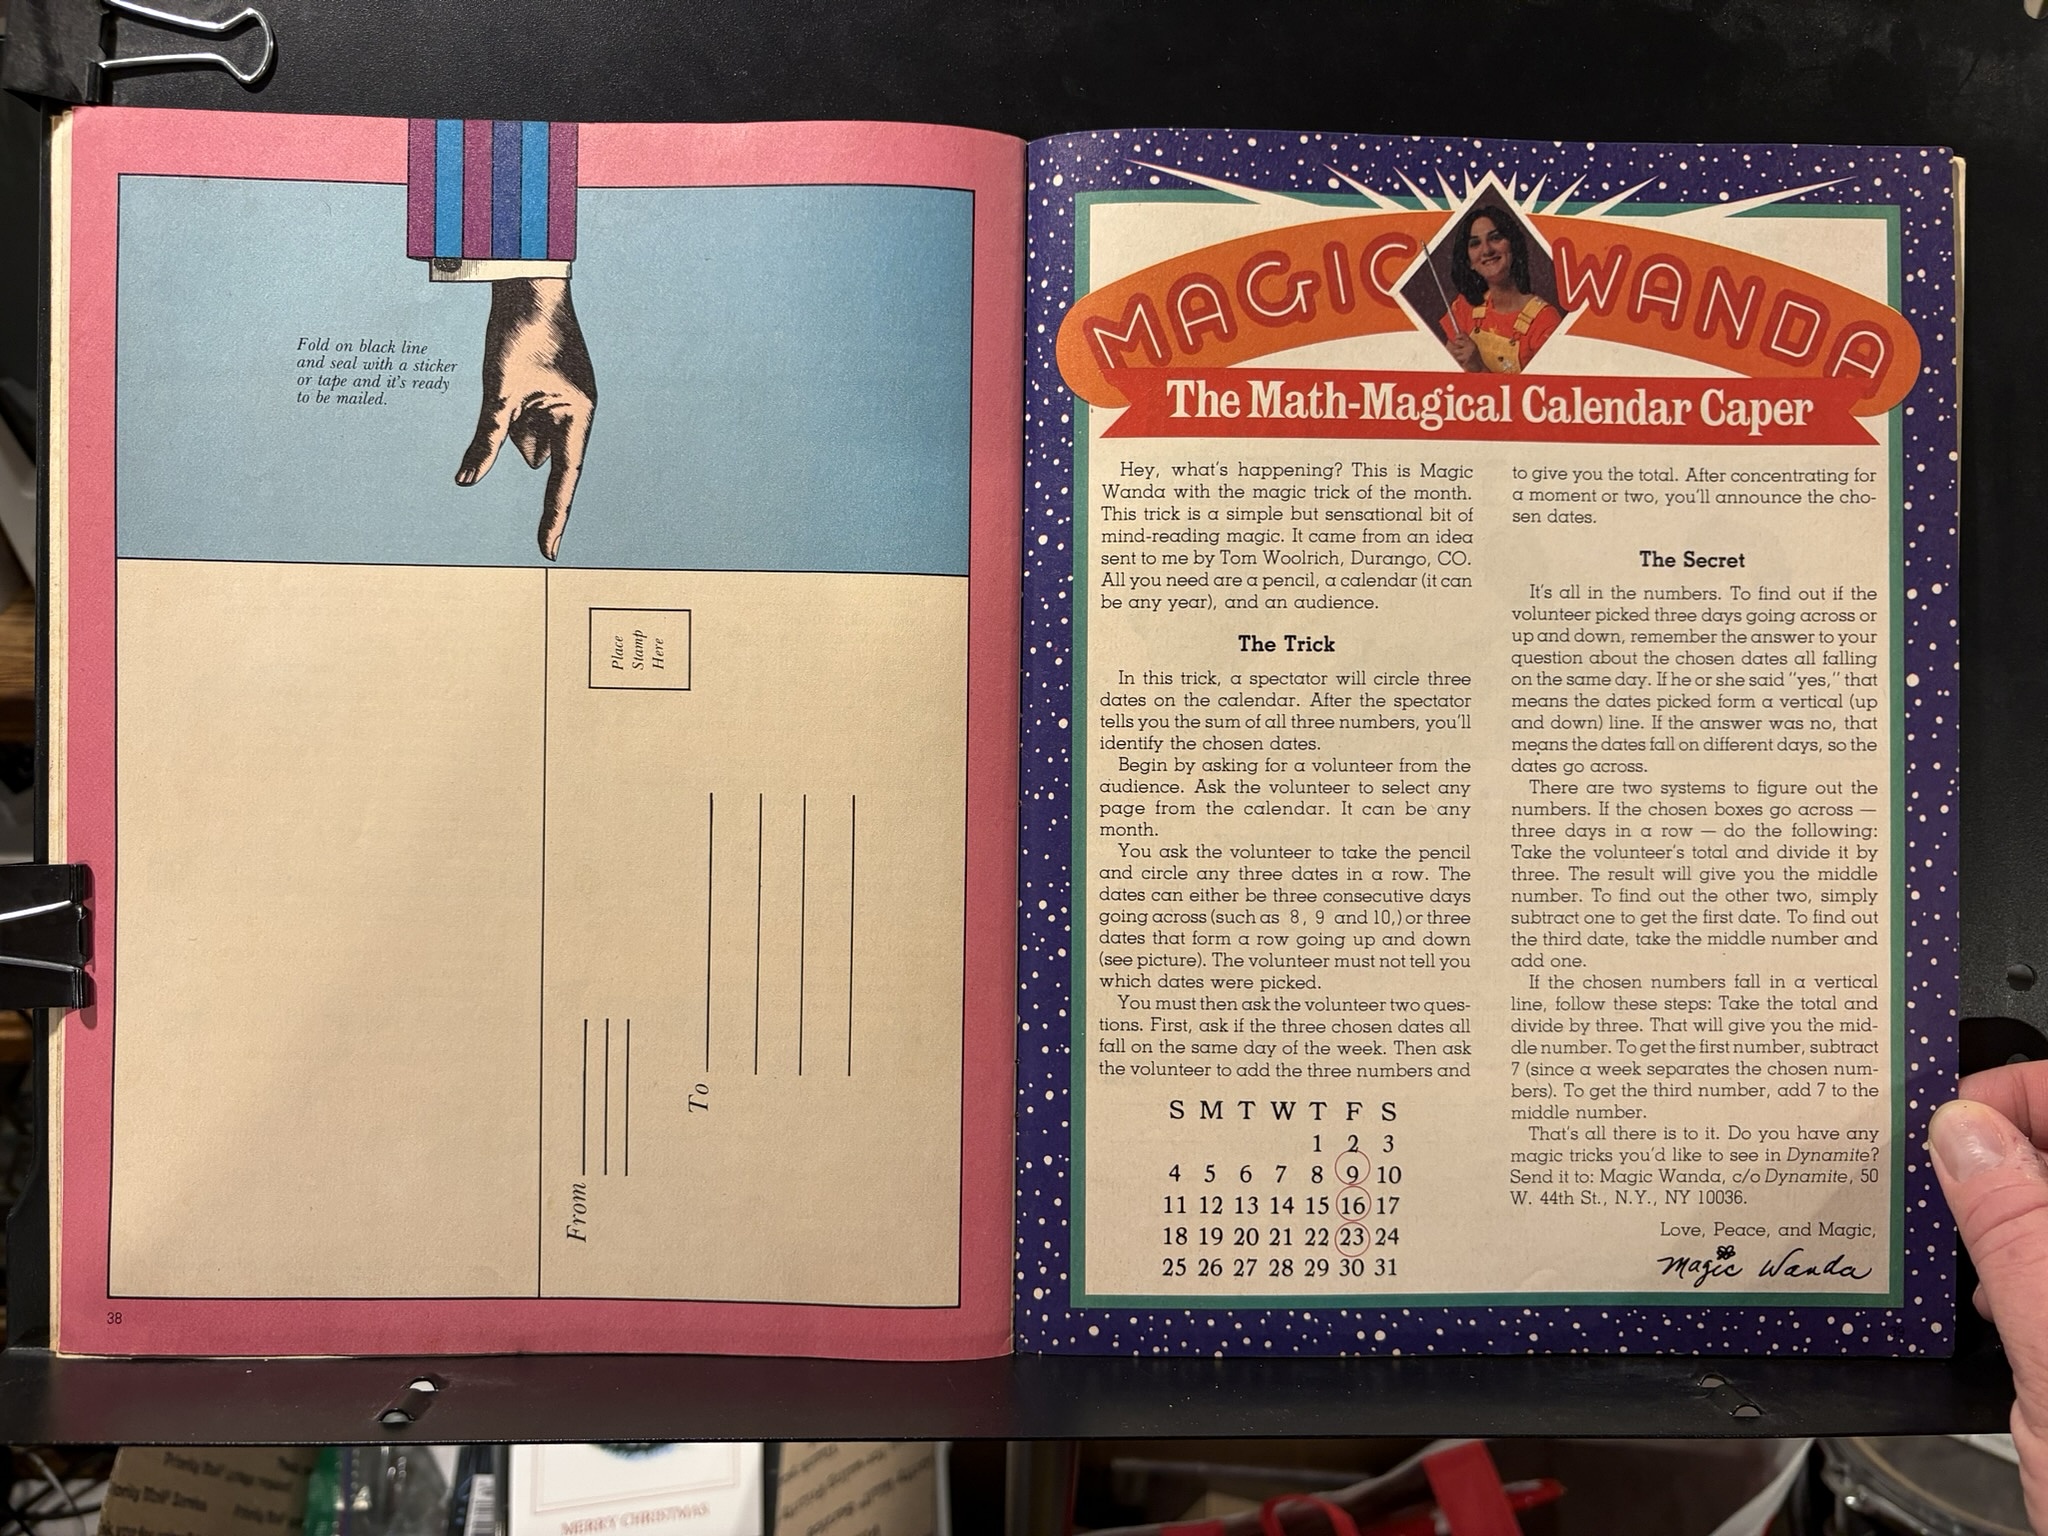 Fold on black line
and seal with a sticker
or tape and it's ready
to be mailed.
Place
Stamp
Here
To
From
38
MAGIC WANDA
The Math-Magical Calendar Caper
Hey, what's happening? This is Magic
Wanda with the magic trick of the month.
This trick is a simple but sensational bit of
mind-reading magic. It came from an idea
sent to me by Tom Woolrich, Durango, CO.
All you need are a pencil, a calendar (it can
be any year), and an audience.
The Trick
In this trick, a spectator will circle three
dates on the calendar. After the spectator
tells you the sum of all three numbers, you'll
identify the chosen dates.
Begin by asking for a volunteer from the
audience. Ask the volunteer to select any
page from the calendar. It can be any
month.
You ask the volunteer to take the pencil
and circle any three dates in a row. The
dates can either be three consecutive days
going across (such as 8, 9 and 10,) or three
dates that form a row going up and down
(see picture). The volunteer must not tell you
which dates were picked.
You must then ask the volunteer two ques-
tions. First, ask if the three chosen dates all
fall on the same day of the week. Then ask
the volunteer to add the three numbers and
S M T W T F S
1 2 3
4 5 6 7 8 9 10
11 12 13 14 15 16 17
18 19 20 21 22 23 24
25 26 27 28 29 30 31
to give you the total. After concentrating for
a moment or two, you'll announce the cho-
sen dates.
The Secret
It's all in the numbers. To find out if the
volunteer picked three days going across or
up and down, remember the answer to your
question about the chosen dates all falling
on the same day. If he or she said "yes," that
means the dates picked form a vertical (up
and down) line. If the answer was no, that
means the dates fall on different days, so the
dates go across.
There are two systems to figure out the
numbers. If the chosen boxes go across —
three days in a row — do the following:
Take the volunteer's total and divide it by
three. The result will give you the middle
number. To find out the other two, simply
subtract one to get the first date. To find out
the third date, take the middle number and
add one.
If the chosen numbers fall in a vertical
line, follow these steps: Take the total and
divide by three. That will give you the mid-
dle number. To get the first number, subtract
7 (since a week separates the chosen num-
bers). To get the third number, add 7 to the
middle number.
That's all there is to it. Do you have any
magic tricks you'd like to see in Dynamite?
Send it to: Magic Wanda, c/o Dynamite, 50
W. 44th St., N.Y., NY 10036.
Love, Peace, and Magic,
Magic Wanda
MERRY CHRISTMAS